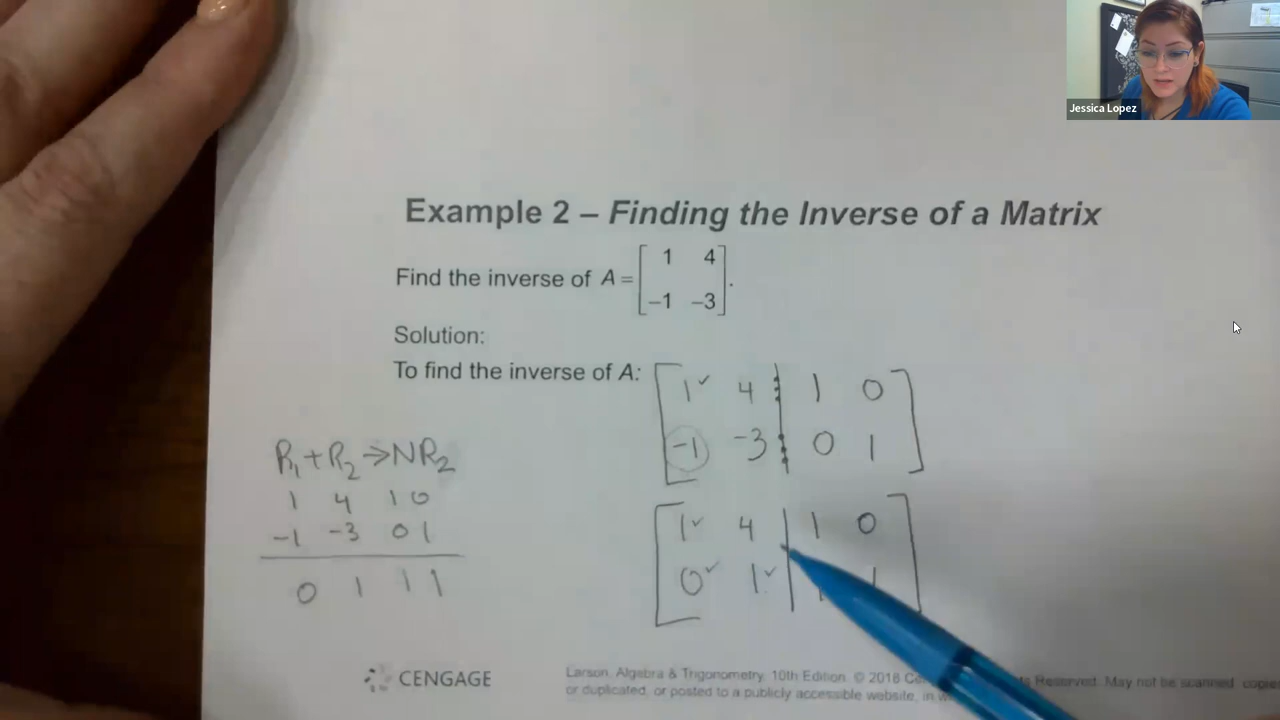 Jessica Lopez
Example 2 – Finding the Inverse of a Matrix
Find the inverse of A = [ 1 4
–1 –3 ].
Solution:
To find the inverse of A:
[ 1 ✓ 4 | 1 0 ]
[ -1 -3 | 0 1 ]
R₁ + R₂ → NR₂
1 4 1 0
-1 -3 0 1
0 1 1 1
[ 1 ✓ 4 | 1 0 ]
[ 0 ✓ 1 ✓ | 1 1 ]
CENGAGE
Larson, Algebra & Trigonometry, 10th Edition. © 2018 Reserved. May not be scanned, copied
or duplicated, or posted to a publicly accessible website, in